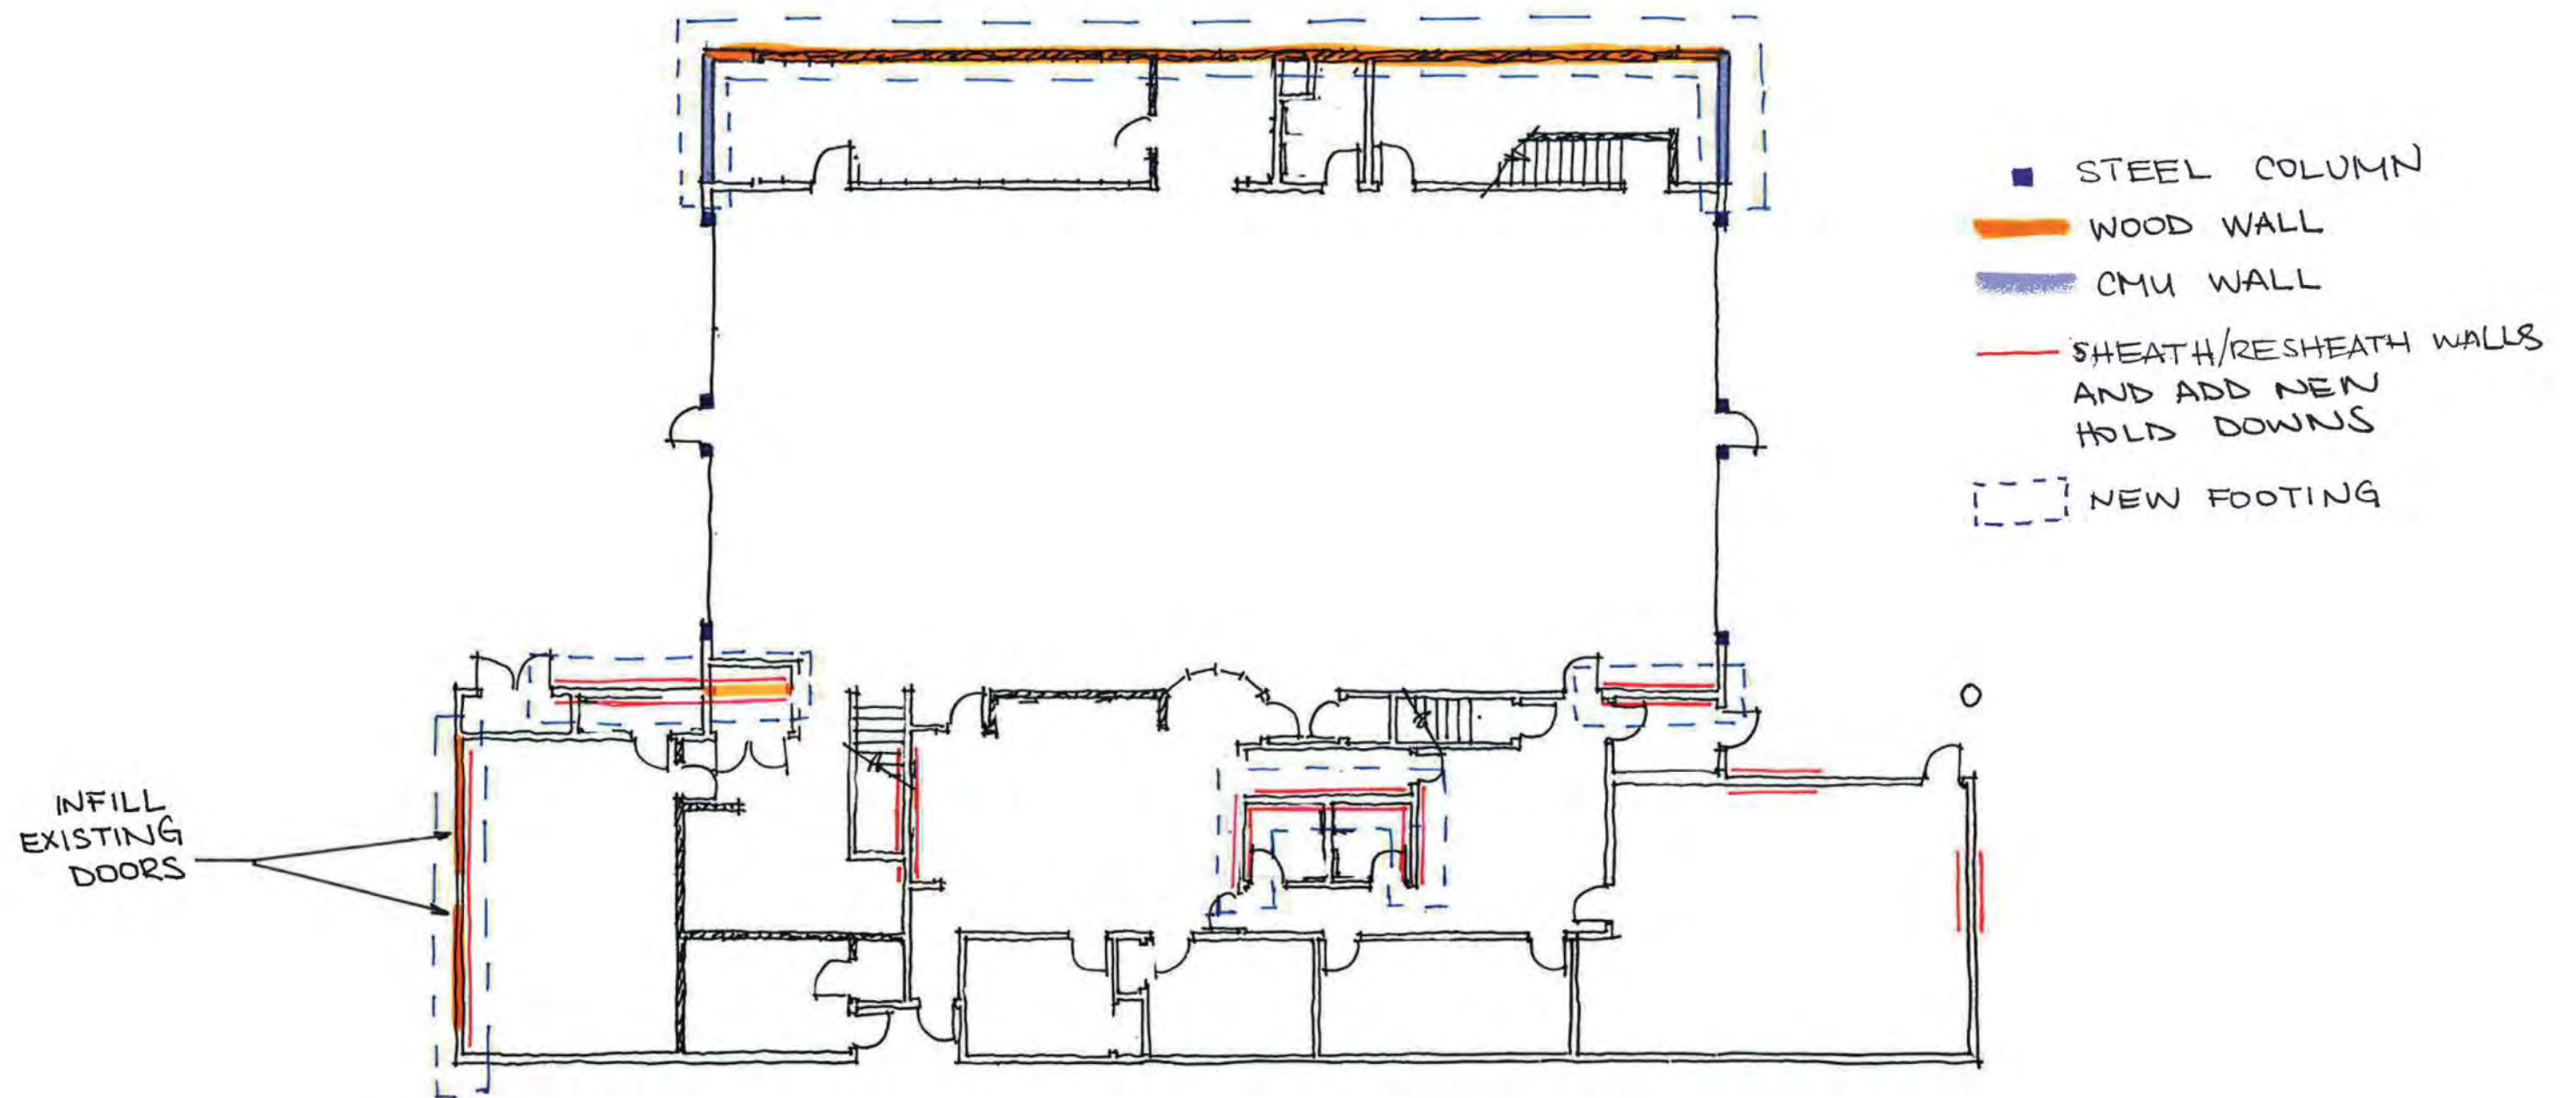 STEEL COLUMN
WOOD WALL
CMU WALL
SHEATH/RESHEATH WALLS
AND ADD NEW
HOLD DOWNS
NEW FOOTING
INFILL
EXISTING
DOORS